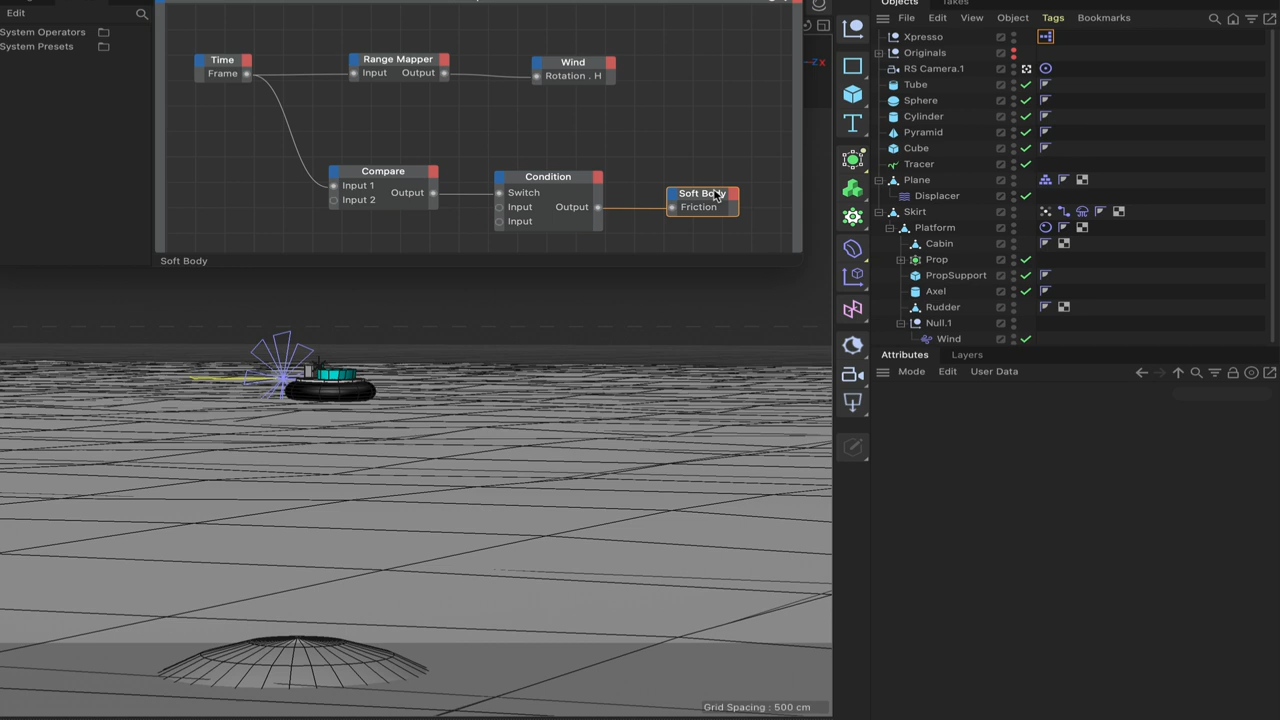 Objects Takes
Edit
File Edit View Object Tags Bookmarks
System Operators
System Presets
Time
Frame
Range Mapper
Input Output
Wind
Rotation . H
Compare
Input 1
Output
Input 2
Condition
Switch
Input Output
Input
Soft Body
Friction
Soft Body
Z X
Xpresso
Originals
RS Camera.1
Tube
Sphere
Cylinder
Pyramid
Cube
Tracer
Plane
Displacer
Skirt
Platform
Cabin
Prop
PropSupport
Axel
Rudder
Null.1
Wind
Attributes Layers
Mode Edit User Data
Grid Spacing : 500 cm